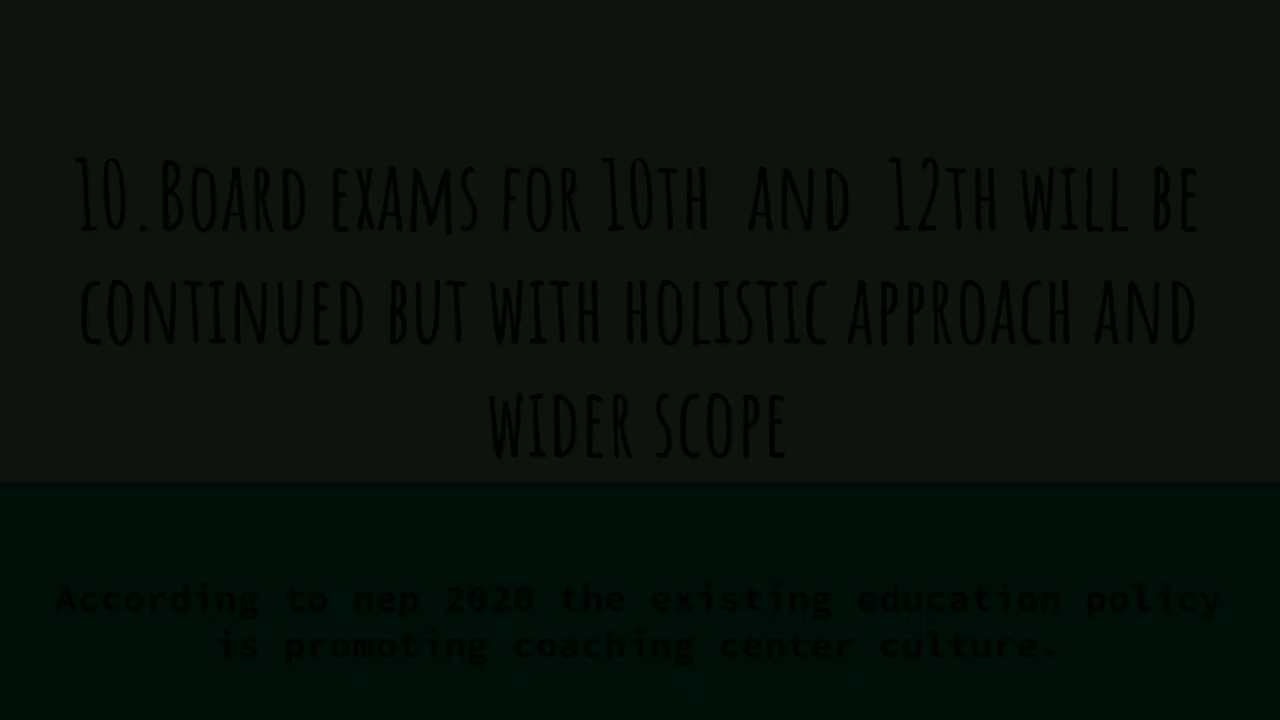 10. Board exams for 10th and 12th will be
continued but with holistic approach and
wider scope
According to nep 2020 the existing education policy
is promoting coaching center culture.